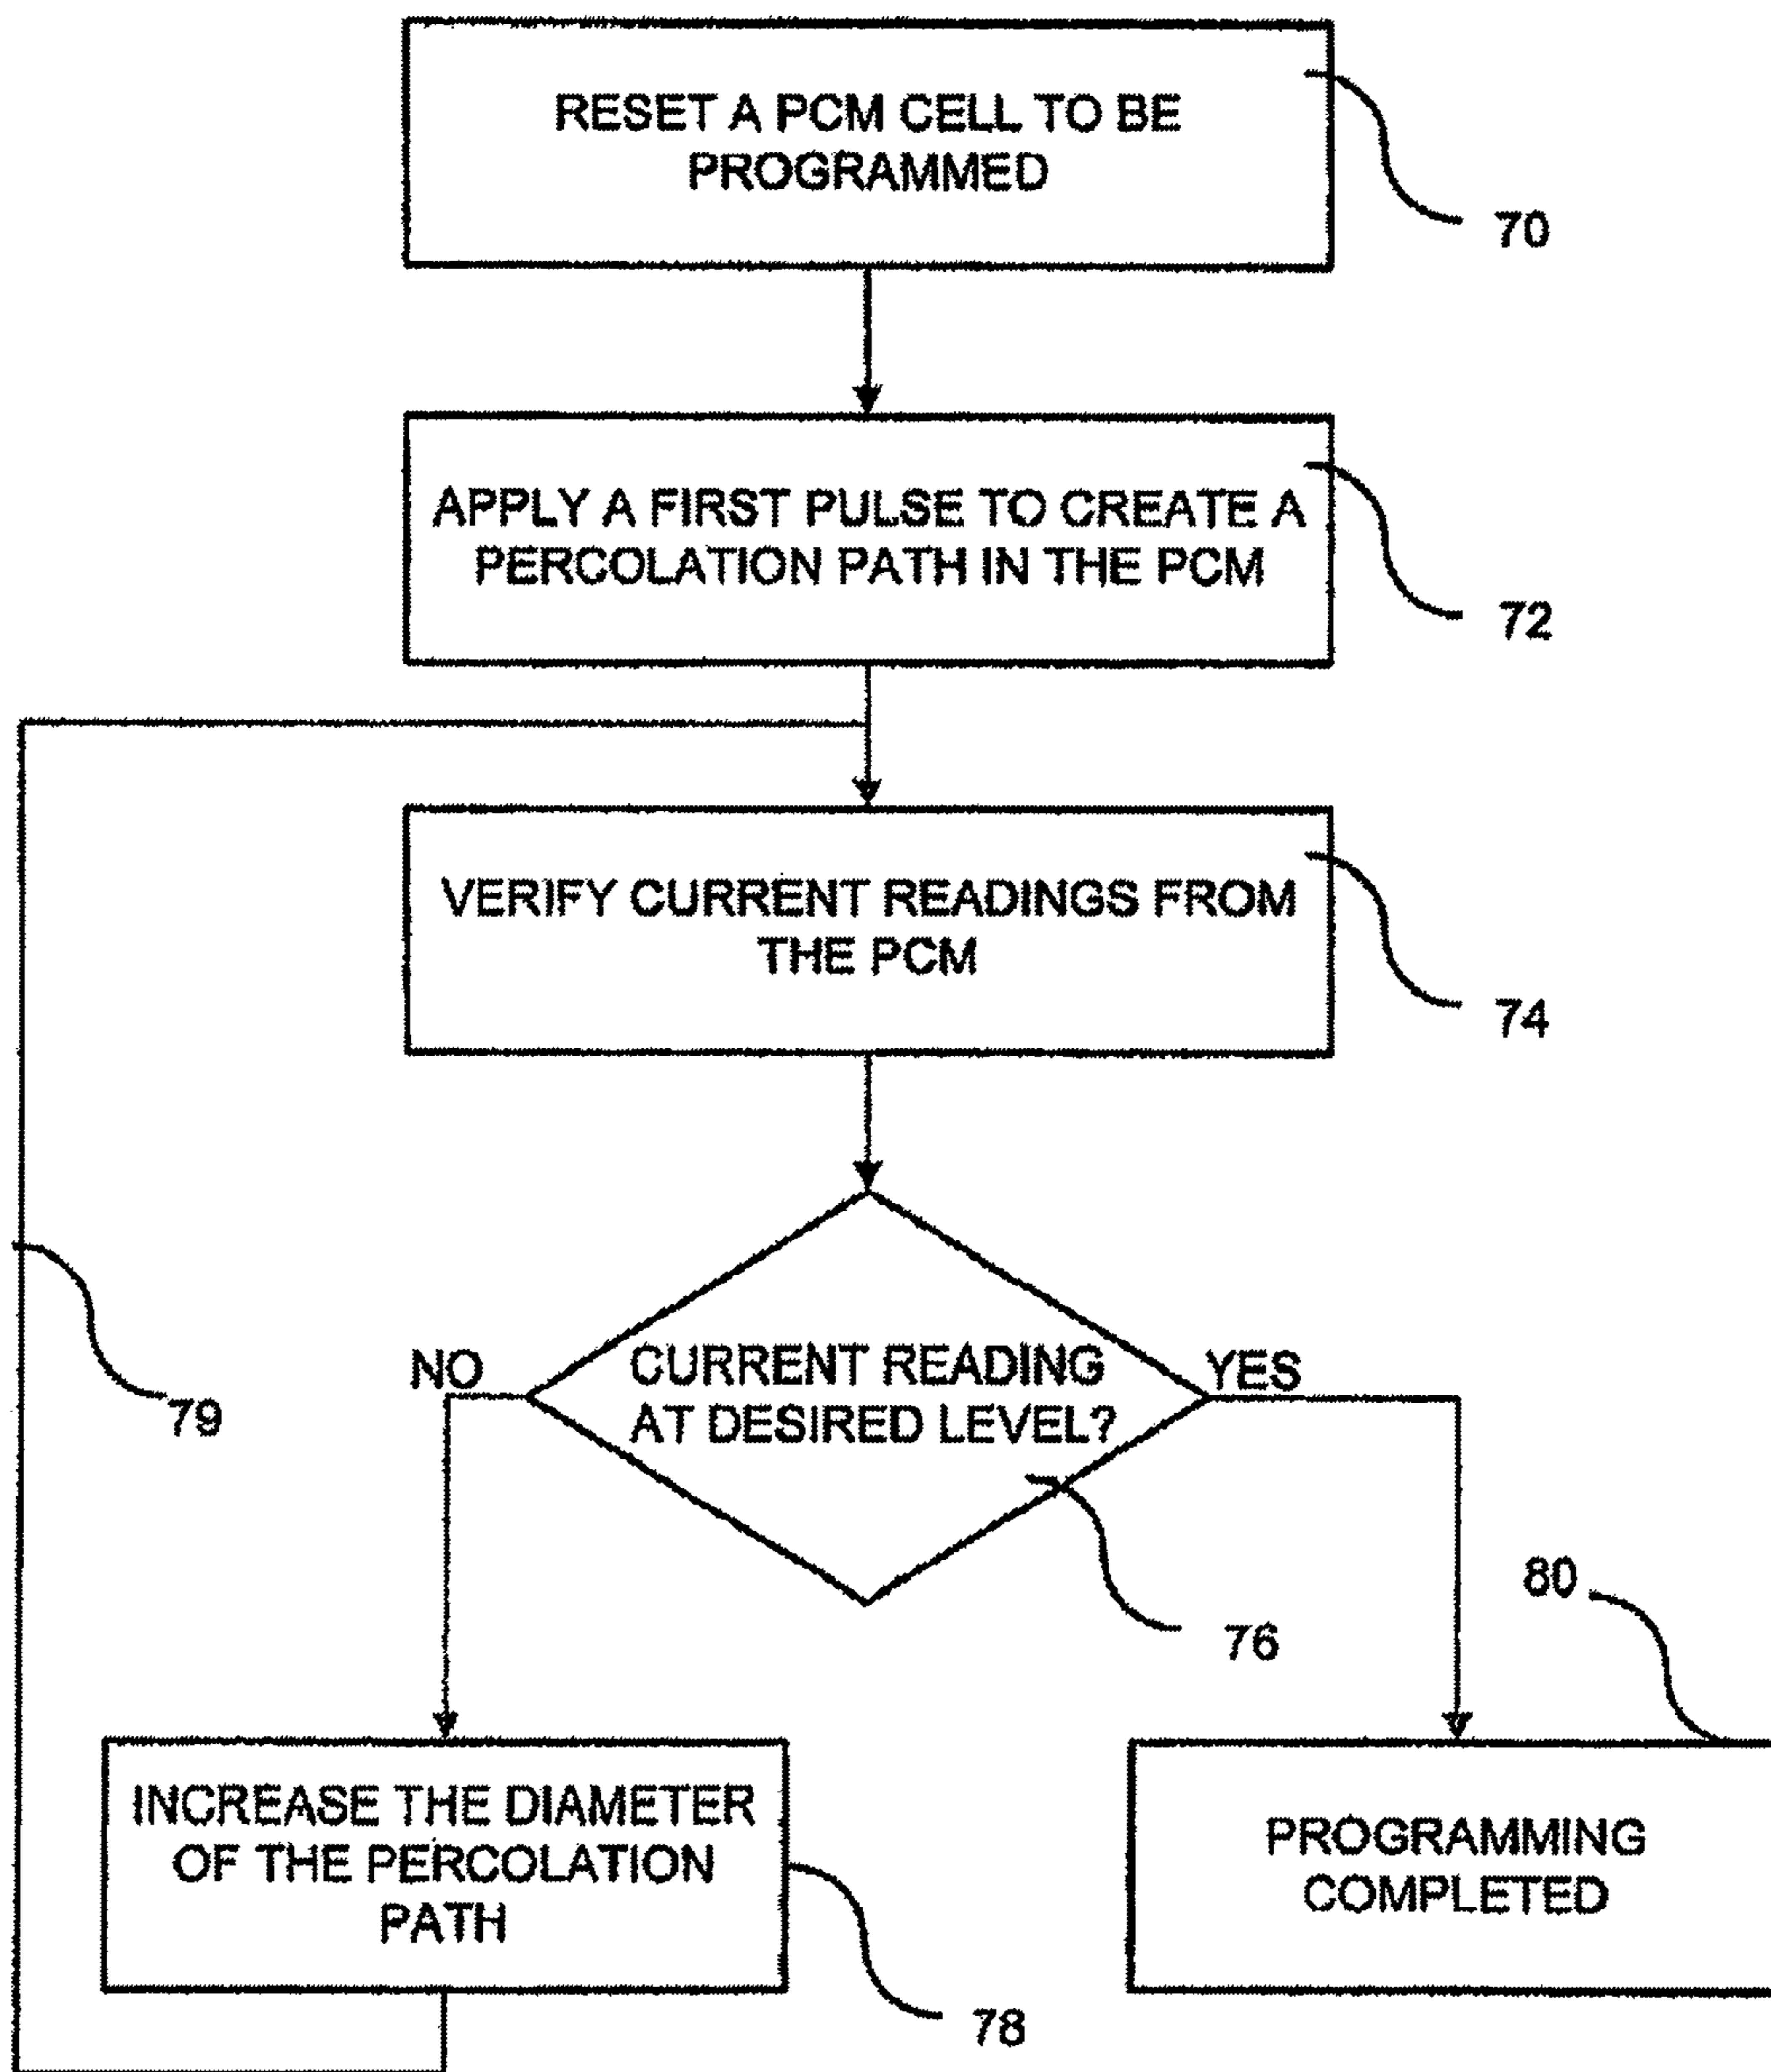 RESET A PCM CELL TO BE
PROGRAMMED
70
APPLY A FIRST PULSE TO CREATE A
PERCOLATION PATH IN THE PCM
72
VERIFY CURRENT READINGS FROM
THE PCM
74
NO
CURRENT READING
AT DESIRED LEVEL?
YES
79
76
80
INCREASE THE DIAMETER
OF THE PERCOLATION
PATH
78
PROGRAMMING
COMPLETED